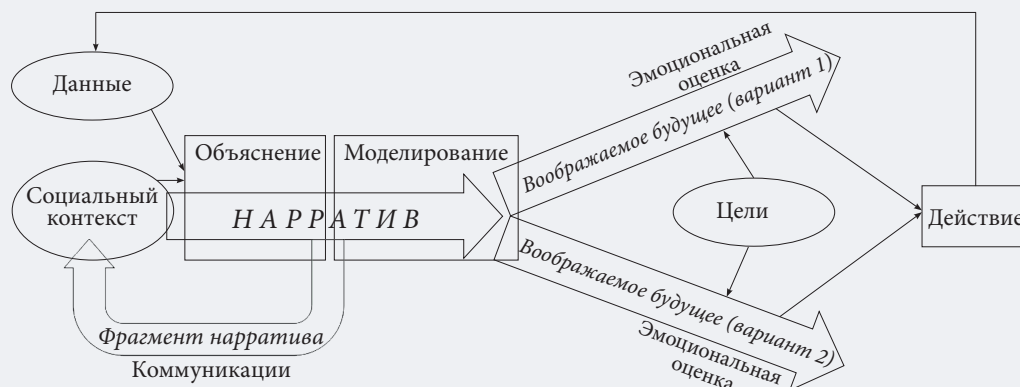 Данные
Социальный
контекст
Объяснение
Моделирование
НАРРАТИВ
Фрагмент нарратива
Коммуникации
Эмоциональная
оценка
Воображаемое будущее (вариант 1)
Цели
Воображаемое будущее (вариант 2)
Эмоциональная
оценка
Действие